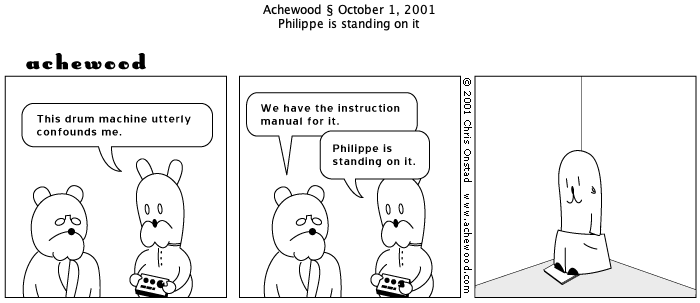 Achewood § October 1, 2001
Philippe is standing on it
achewood
This drum machine utterly
confounds me.
We have the instruction
manual for it.
Philippe is
standing on it.
© 2001 Chris Onstad www.achewood.com